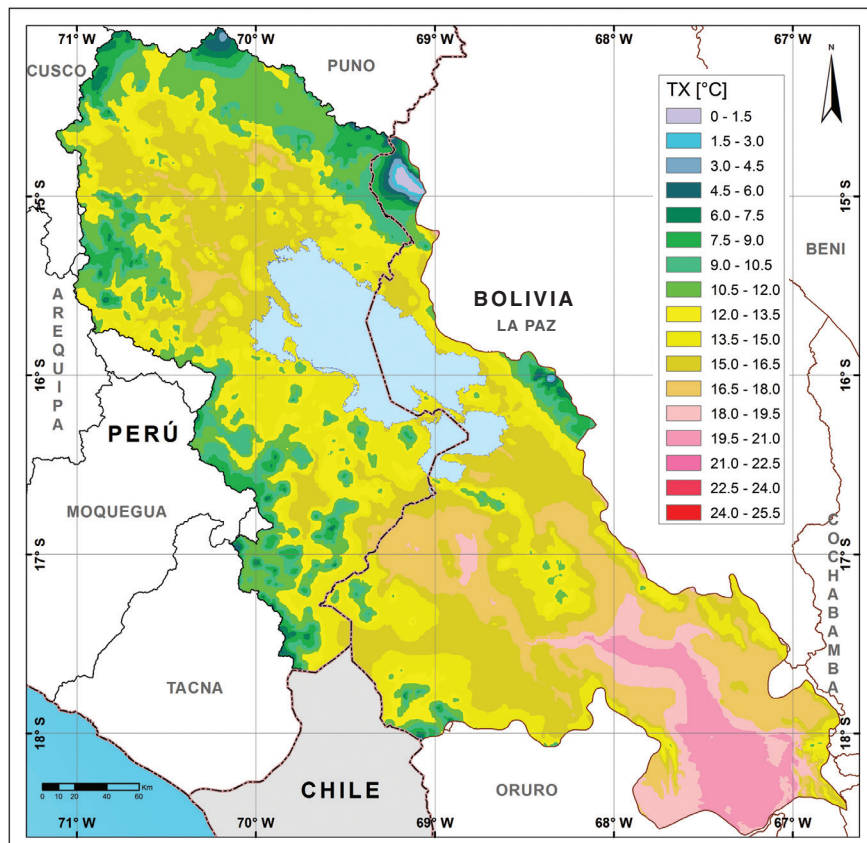 71°W
70°W
69°W
68°W
67°W
CUSCO
PUNO
N
TX [°C]
0 - 1.5
1.5 - 3.0
3.0 - 4.5
4.5 - 6.0
6.0 - 7.5
7.5 - 9.0
9.0 - 10.5
10.5 - 12.0
12.0 - 13.5
13.5 - 15.0
15.0 - 16.5
16.5 - 18.0
18.0 - 19.5
19.5 - 21.0
21.0 - 22.5
22.5 - 24.0
24.0 - 25.5
15°S
15°S
BENI
AREQUIPA
BOLIVIA
LA PAZ
16°S
16°S
PERÚ
MOQUEGUA
17°S
17°S
COCHABAMBA
TACNA
18°S
18°S
CHILE
ORURO
Km
0 10 20 40 60
71°W
70°W
69°W
68°W
67°W